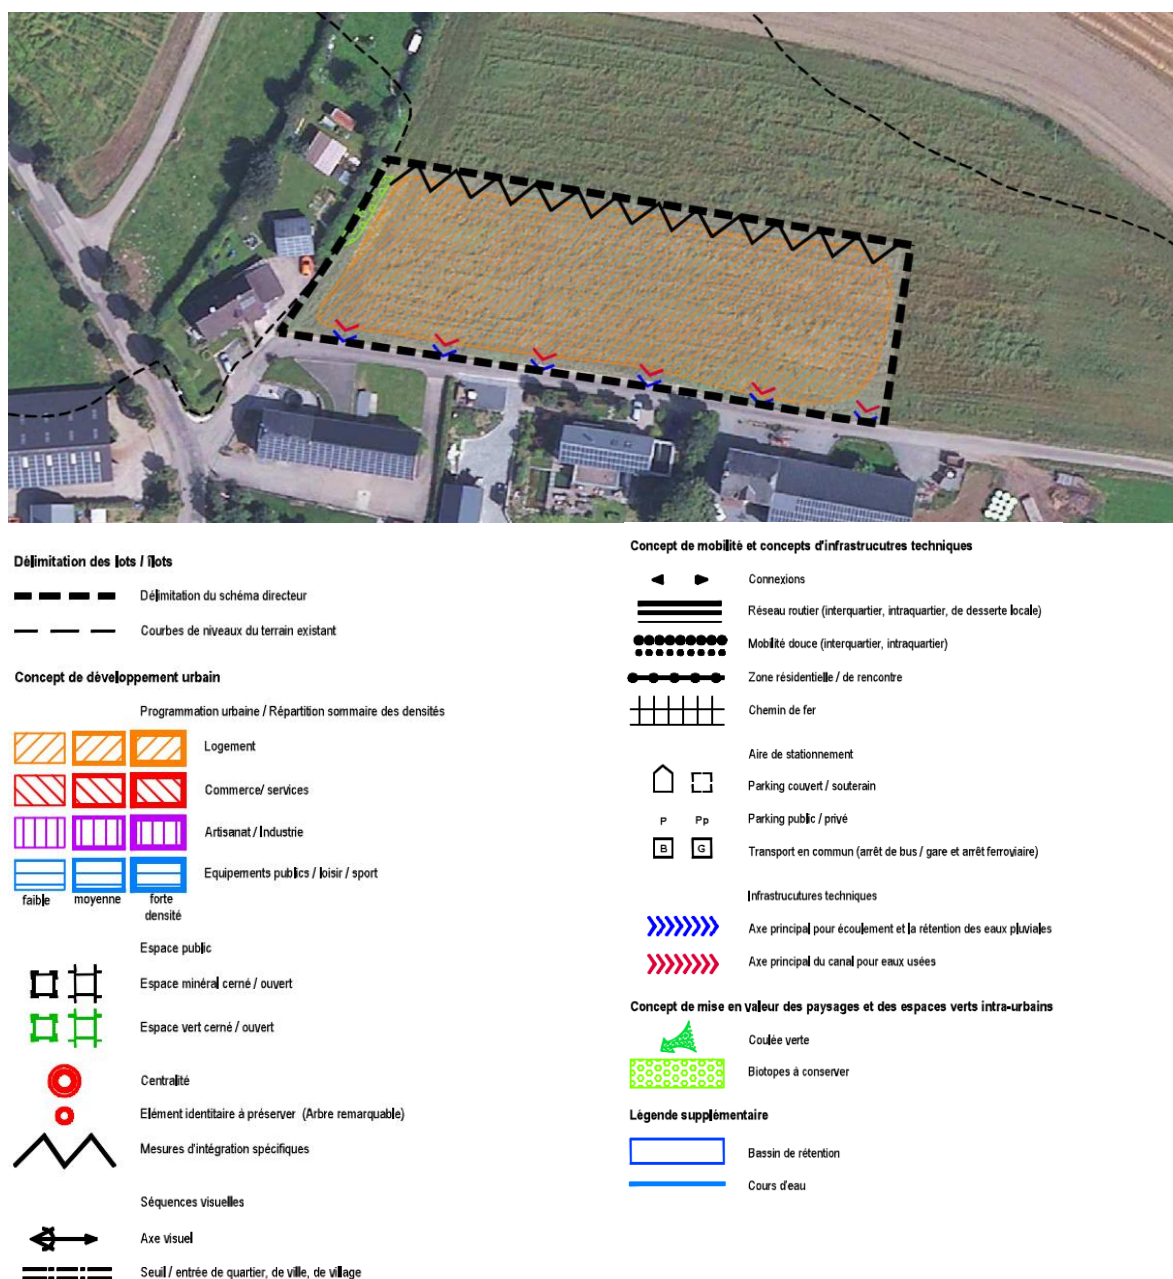 Délimitation des lots / îlots
Délimitation du schéma directeur
Courbes de niveaux du terrain existant
Concept de développement urbain
Programmation urbaine / Répartition sommaire des densités
Logement
Commerce/ services
Artisanat / Industrie
Equipements publics / loisir / sport
faible moyenne forte
densité
Espace public
Espace minéral cerné / ouvert
Espace vert cerné / ouvert
Centralité
Elément identitaire à préserver (Arbre remarquable)
Mesures d'intégration spécifiques
Séquences visuelles
Axe visuel
Seuil / entrée de quartier, de ville, de village
Concept de mobilité et concepts d'infrastrucutres techniques
Connexions
Réseau routier (interquartier, intraquartier, de desserte locale)
Mobilité douce (interquartier, intraquartier)
Zone résidentielle / de rencontre
Chemin de fer
Aire de stationnement
Parking couvert / souterain
P Pp Parking public / privé
B G Transport en commun (arrêt de bus / gare et arrêt ferroviaire)
Infrastrucutures techniques
Axe principal pour écoulement et la rétention des eaux pluviales
Axe principal du canal pour eaux usées
Concept de mise en valeur des paysages et des espaces verts intra-urbains
Coulée verte
Biotopes à conserver
Légende supplémentaire
Bassin de rétention
Cours d'eau